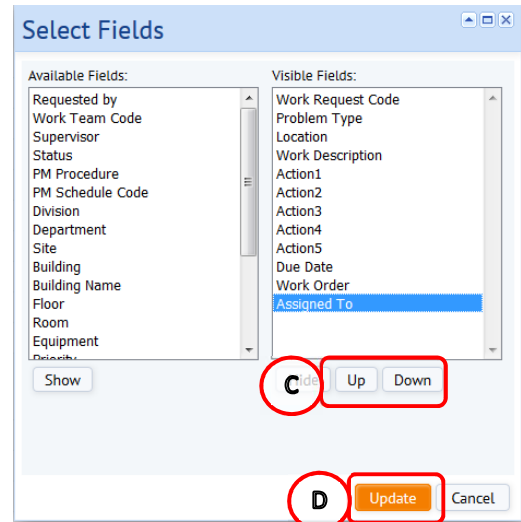 Select Fields
Available Fields:
Requested by
Work Team Code
Supervisor
Status
PM Procedure
PM Schedule Code
Division
Department
Site
Building
Building Name
Floor
Room
Equipment
Priority
Show
Visible Fields:
Work Request Code
Problem Type
Location
Work Description
Action1
Action2
Action3
Action4
Action5
Due Date
Work Order
Assigned To
C
Up
Down
D
Update
Cancel